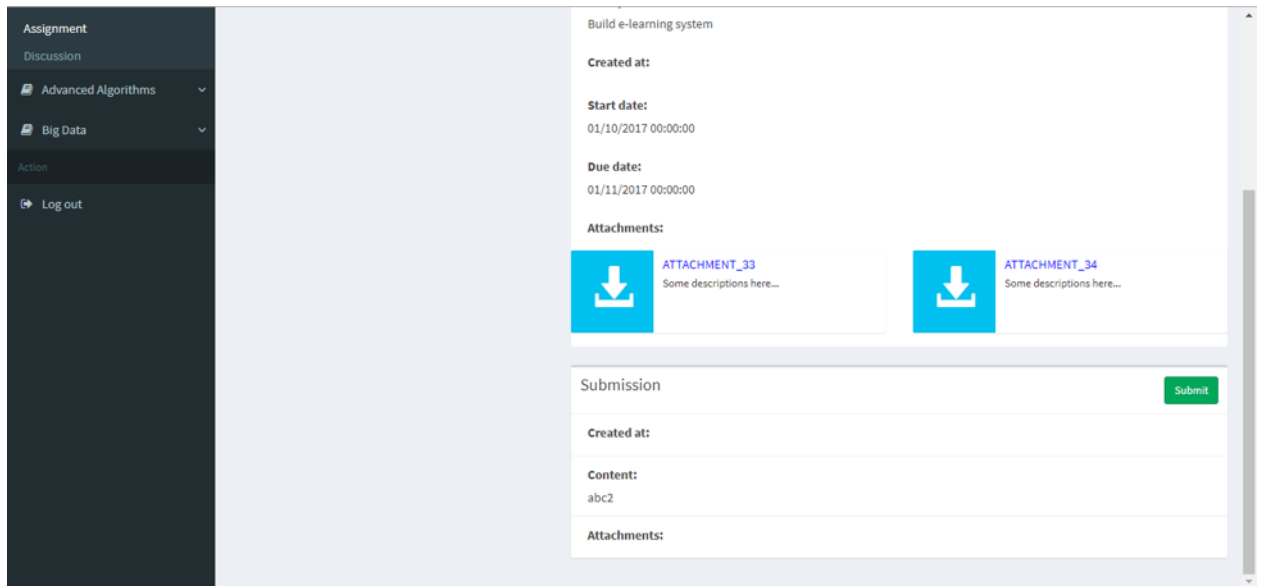 Assignment
Discussion
Advanced Algorithms
Big Data
Action
Log out
Build e-learning system
Created at:
Start date:
01/10/2017 00:00:00
Due date:
01/11/2017 00:00:00
Attachments:
ATTACHMENT_33
Some descriptions here...
ATTACHMENT_34
Some descriptions here...
Submission
Submit
Created at:
Content:
abc2
Attachments: